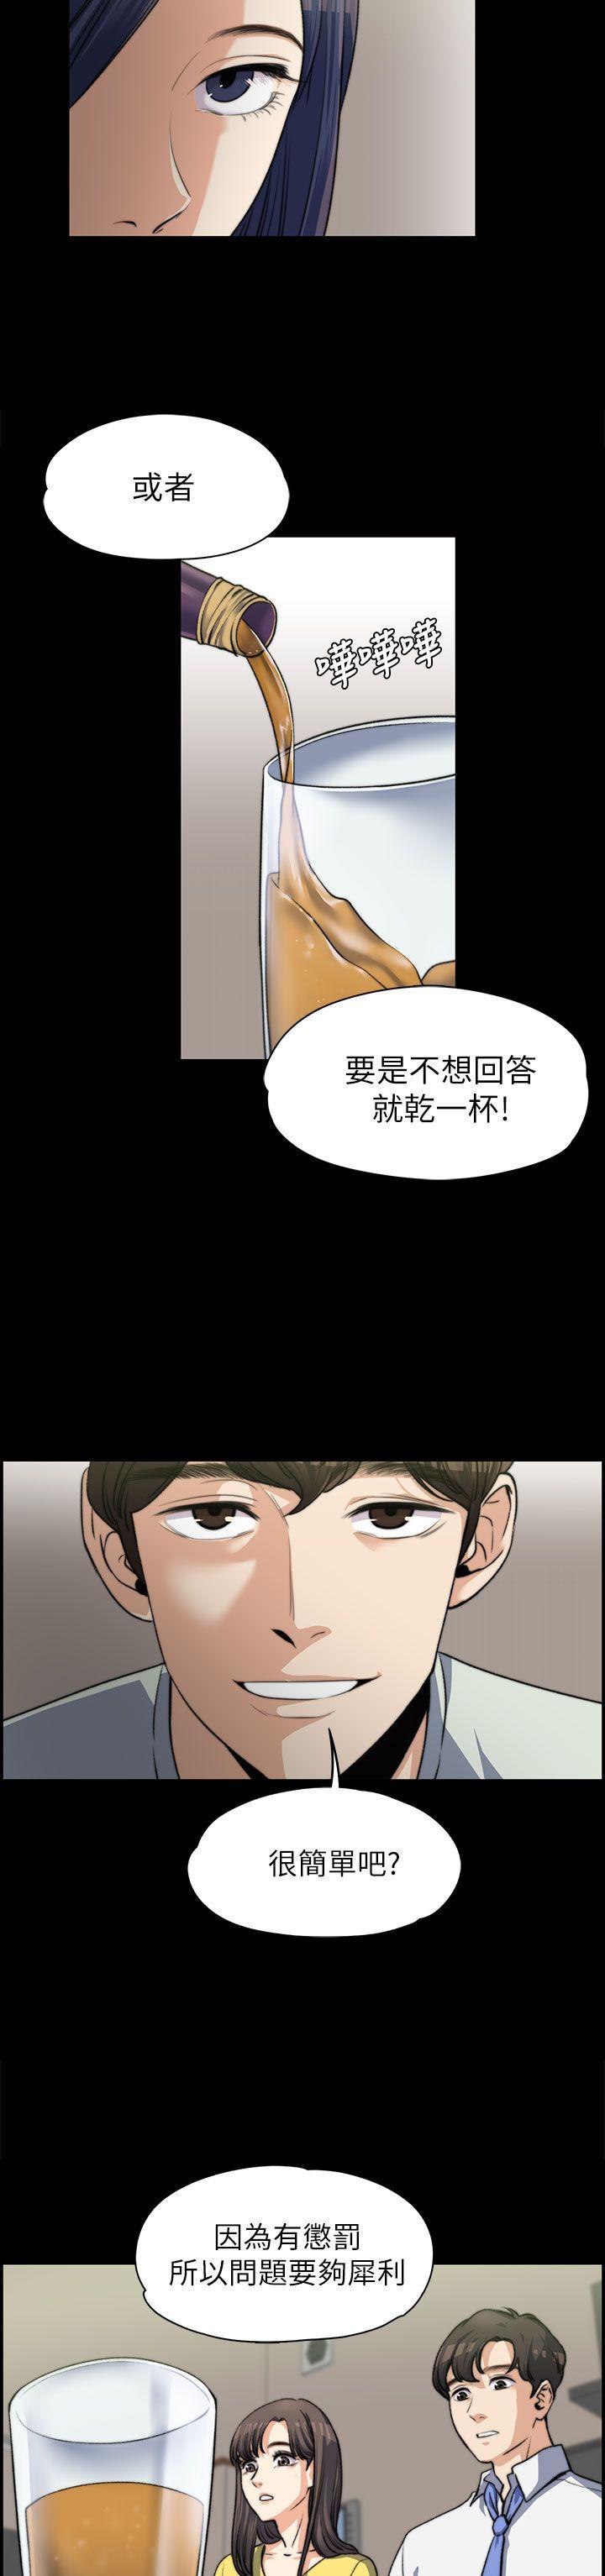 或者
嘩嘩嘩
要是不想回答
就乾一杯!
很簡單吧?
因為有懲罰
所以問題要夠犀利